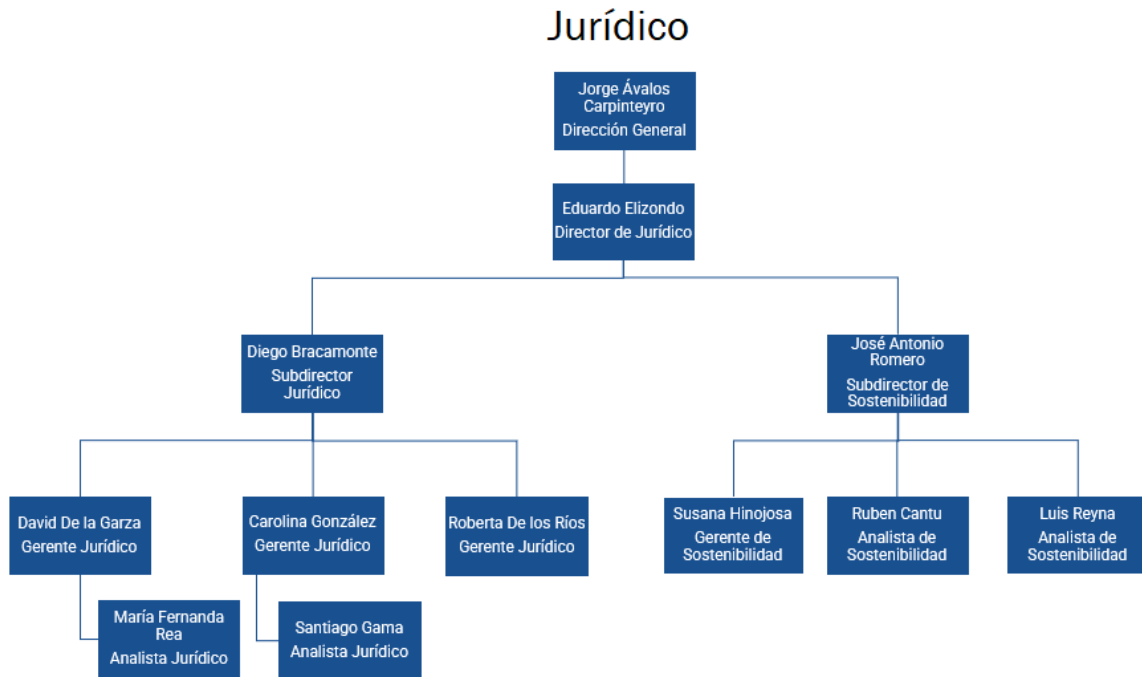 Jurídico
Jorge Ávalos
Carpinteyro
Dirección General
Eduardo Elizondo
Director de Jurídico
Diego Bracamonte
Subdirector
Jurídico
José Antonio
Romero
Subdirector de
Sostenibilidad
David De la Garza
Gerente Jurídico
Carolina González
Gerente Jurídico
Roberta De los Ríos
Gerente Jurídico
Susana Hinojosa
Gerente de
Sostenibilidad
Ruben Cantu
Analista de
Sostenibilidad
Luis Reyna
Analista de
Sostenibilidad
María Fernanda
Rea
Analista Jurídico
Santiago Gama
Analista Jurídico